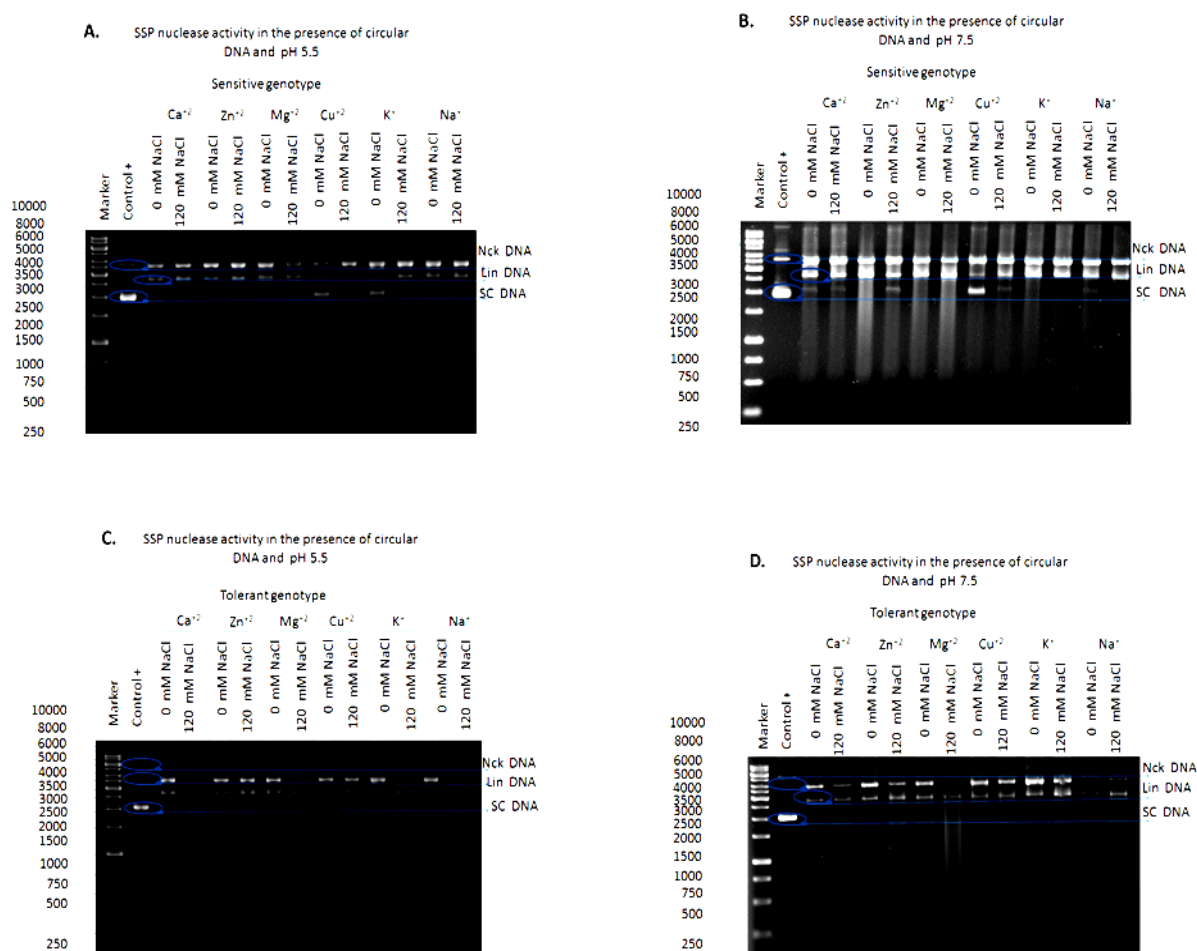 A. SSP nuclease activity in the presence of circular
DNA and pH 5.5
Sensitive genotype
Ca⁺² Zn⁺² Mg⁺² Cu⁺² K⁺ Na⁺
Marker Control + 0 mM NaCl 120 mM NaCl 0 mM NaCl 120 mM NaCl 0 mM NaCl 120 mM NaCl 0 mM NaCl 120 mM NaCl 0 mM NaCl 120 mM NaCl 0 mM NaCl 120 mM NaCl
10000
8000
6000
5000
4000
3500
3000
2500
2000
1500
1000
750
500
250
Nck DNA
Lin DNA
SC DNA
B. SSP nuclease activity in the presence of circular
DNA and pH 7.5
Sensitive genotype
Ca⁺² Zn⁺² Mg⁺² Cu⁺² K⁺ Na⁺
Marker Control + 0 mM NaCl 120 mM NaCl 0 mM NaCl 120 mM NaCl 0 mM NaCl 120 mM NaCl 0 mM NaCl 120 mM NaCl 0 mM NaCl 120 mM NaCl 0 mM NaCl 120 mM NaCl
10000
8000
6000
5000
4000
3500
3000
2500
2000
1500
1000
750
500
250
Nck DNA
Lin DNA
SC DNA
C. SSP nuclease activity in the presence of circular
DNA and pH 5.5
Tolerant genotype
Ca⁺² Zn⁺² Mg⁺² Cu⁺² K⁺ Na⁺
Marker Control + 0 mM NaCl 120 mM NaCl 0 mM NaCl 120 mM NaCl 0 mM NaCl 120 mM NaCl 0 mM NaCl 120 mM NaCl 0 mM NaCl 120 mM NaCl 0 mM NaCl 120 mM NaCl
10000
8000
6000
5000
4000
3500
3000
2500
2000
1500
1000
750
500
250
Nck DNA
Lin DNA
SC DNA
D. SSP nuclease activity in the presence of circular
DNA and pH 7.5
Tolerant genotype
Ca⁺² Zn⁺² Mg⁺² Cu⁺² K⁺ Na⁺
Marker Control + 0 mM NaCl 120 mM NaCl 0 mM NaCl 120 mM NaCl 0 mM NaCl 120 mM NaCl 0 mM NaCl 120 mM NaCl 0 mM NaCl 120 mM NaCl 0 mM NaCl 120 mM NaCl
10000
8000
6000
5000
4000
3500
3000
2500
2000
1500
1000
750
500
250
Nck DNA
Lin DNA
SC DNA